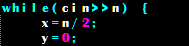 while(cin>>n) {
x=n/2;
y=0;